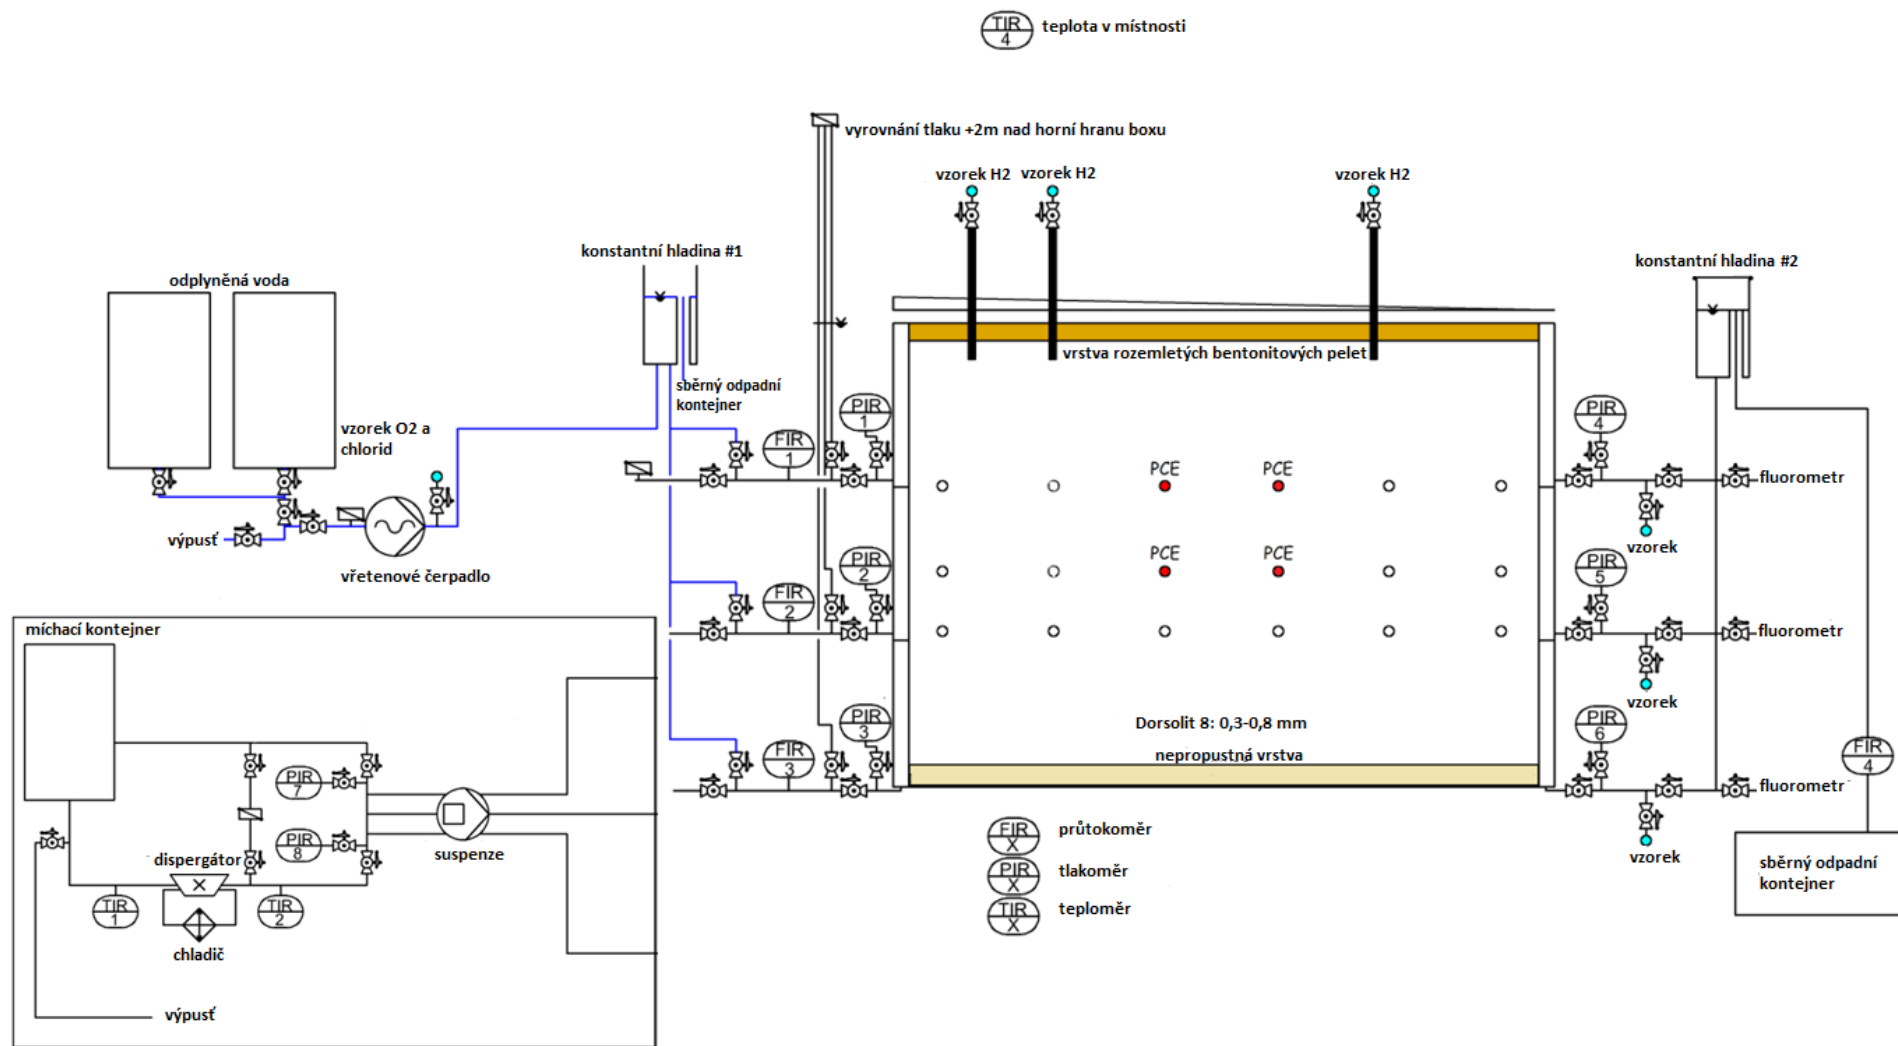 TIR
4
teplota v místnosti
vyrovnání tlaku +2m nad horní hranu boxu
vzorek H2
vzorek H2
vzorek H2
konstantní hladina #1
konstantní hladina #2
odplyněná voda
vrstva rozemletých bentonitových pelet
sběrný odpadní
kontejner
vzorek O2 a
chlorid
PIR
1
FIR
1
PIR
4
PCE
PCE
fluorometr
výpusť
vřetenové čerpadlo
vzorek
PCE
PCE
PIR
2
FIR
2
PIR
5
fluorometr
vzorek
míchací kontejner
PIR
3
FIR
3
PIR
6
Dorsolit 8: 0,3-0,8 mm
nepropustná vrstva
FIR
4
fluorometr
vzorek
PIR
7
PIR
8
suspenze
dispergátor
TIR
1
TIR
2
chladič
výpusť
FIR
X
průtokoměr
PIR
X
tlakoměr
TIR
X
teploměr
sběrný odpadní
kontejner